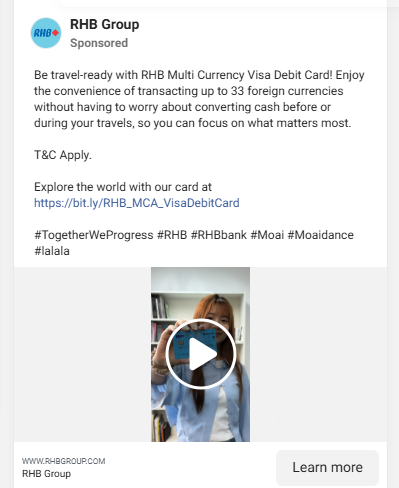 RHB
RHB Group
Sponsored
Be travel-ready with RHB Multi Currency Visa Debit Card! Enjoy
the convenience of transacting up to 33 foreign currencies
without having to worry about converting cash before or
during your travels, so you can focus on what matters most.
T&C Apply.
Explore the world with our card at
https://bit.ly/RHB_MCA_VisaDebitCard
#TogetherWeProgress #RHB #RHBbank #Moai #Moaidance
#lalala
WWW.RHBGROUP.COM
RHB Group
Learn more